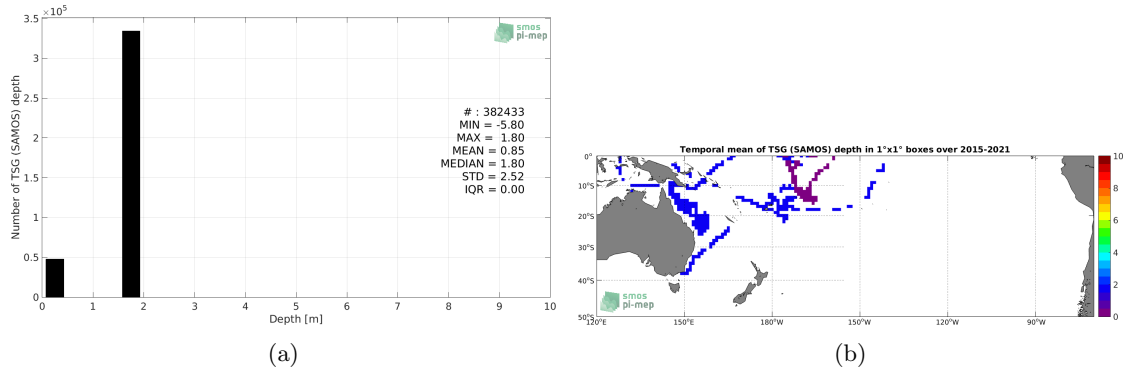 ×10⁵
3.5
3
2.5
2
1.5
1
0.5
0
0 1 2 3 4 5 6 7 8 9 10
Number of TSG (SAMOS) depth
Depth [m]
smos
pi-mep
# : 382433
MIN = -5.80
MAX = 1.80
MEAN = 0.85
MEDIAN = 1.80
STD = 2.52
IQR = 0.00
(a)
Temporal mean of TSG (SAMOS) depth in 1°x1° boxes over 2015-2021
0°
10°S
20°S
30°S
40°S
50°S
120°E 150°E 180°W 150°W 120°W 90°W
smos
pi-mep
10
8
6
4
2
0
(b)